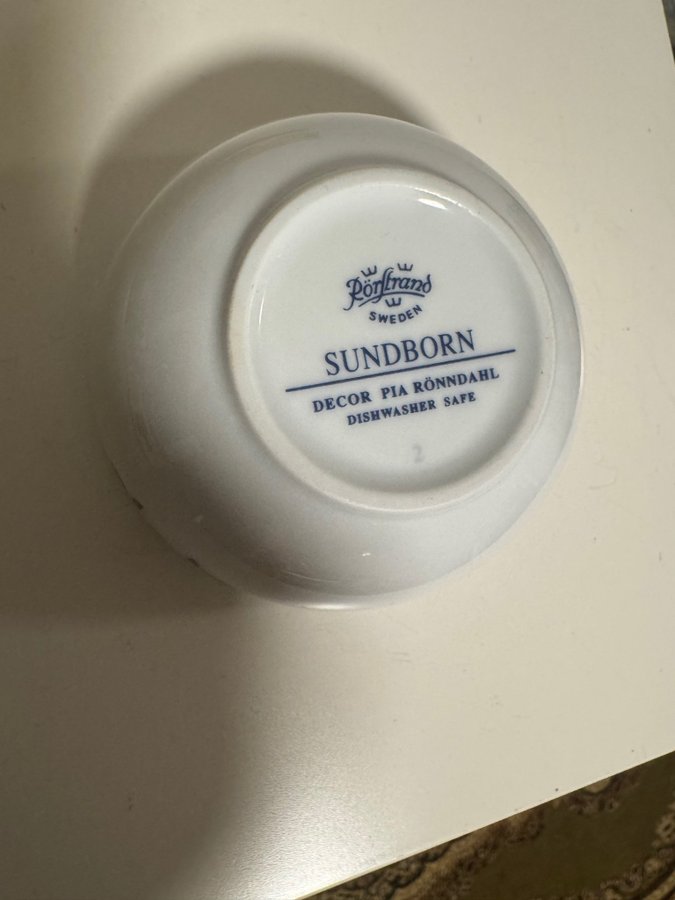 Rörstrand
SWEDEN
SUNDBORN
DECOR PIA RÖNNDAHL
DISHWASHER SAFE
2